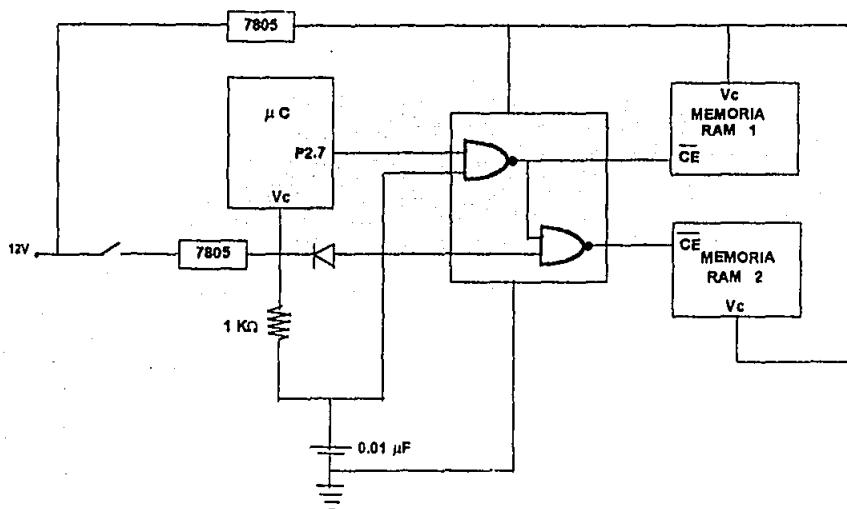 7805
μ C
P2.7
Vc
Vc
MEMORIA
RAM 1
CE
12V
7805
CE
MEMORIA
RAM 2
Vc
1 KΩ
0.01 μF